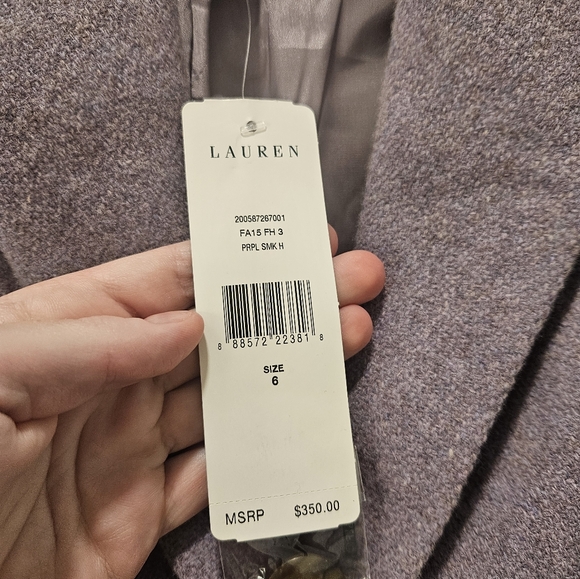 LAUREN
200587267001
FA15 FH 3
PRPL SMK H
8 88572 22381 8
SIZE
6
MSRP $350.00